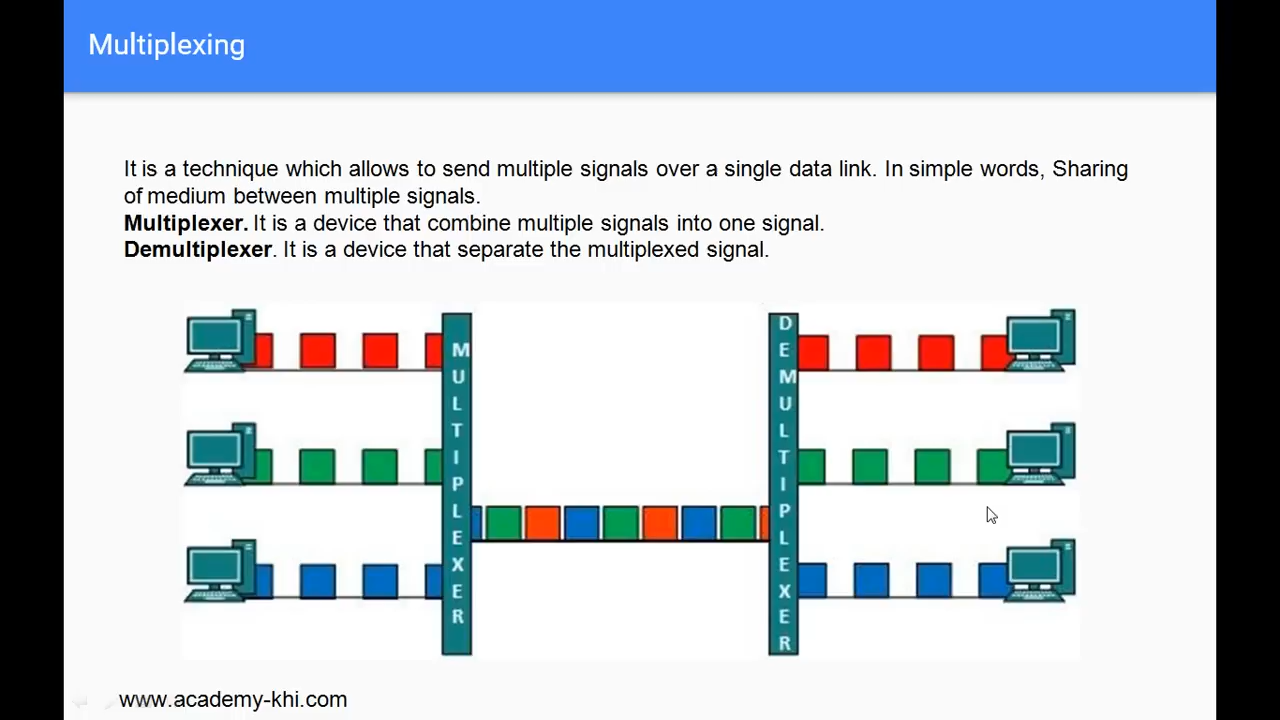 Multiplexing
It is a technique which allows to send multiple signals over a single data link. In simple words, Sharing
of medium between multiple signals.
Multiplexer. It is a device that combine multiple signals into one signal.
Demultiplexer. It is a device that separate the multiplexed signal.
MULTIPLEXER
DEMULTIPLEXER
www.academy-khi.com